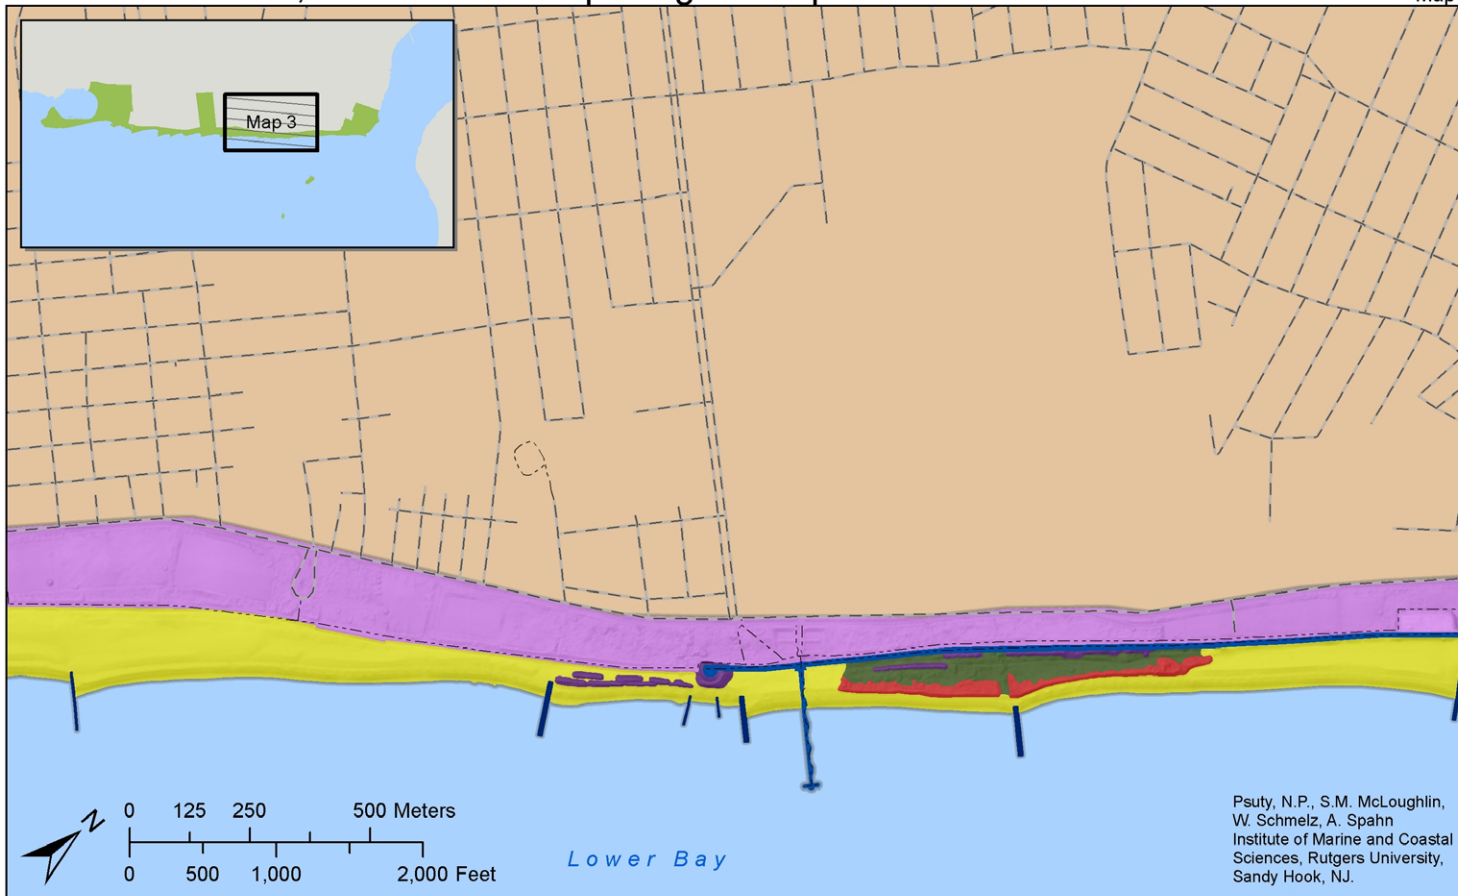 Map 3
N
0 125 250 500 Meters
0 500 1,000 2,000 Feet
Lower Bay
Psuty, N.P., S.M. McLoughlin,
W. Schmelz, A. Spahn
Institute of Marine and Coastal
Sciences, Rutgers University,
Sandy Hook, NJ.